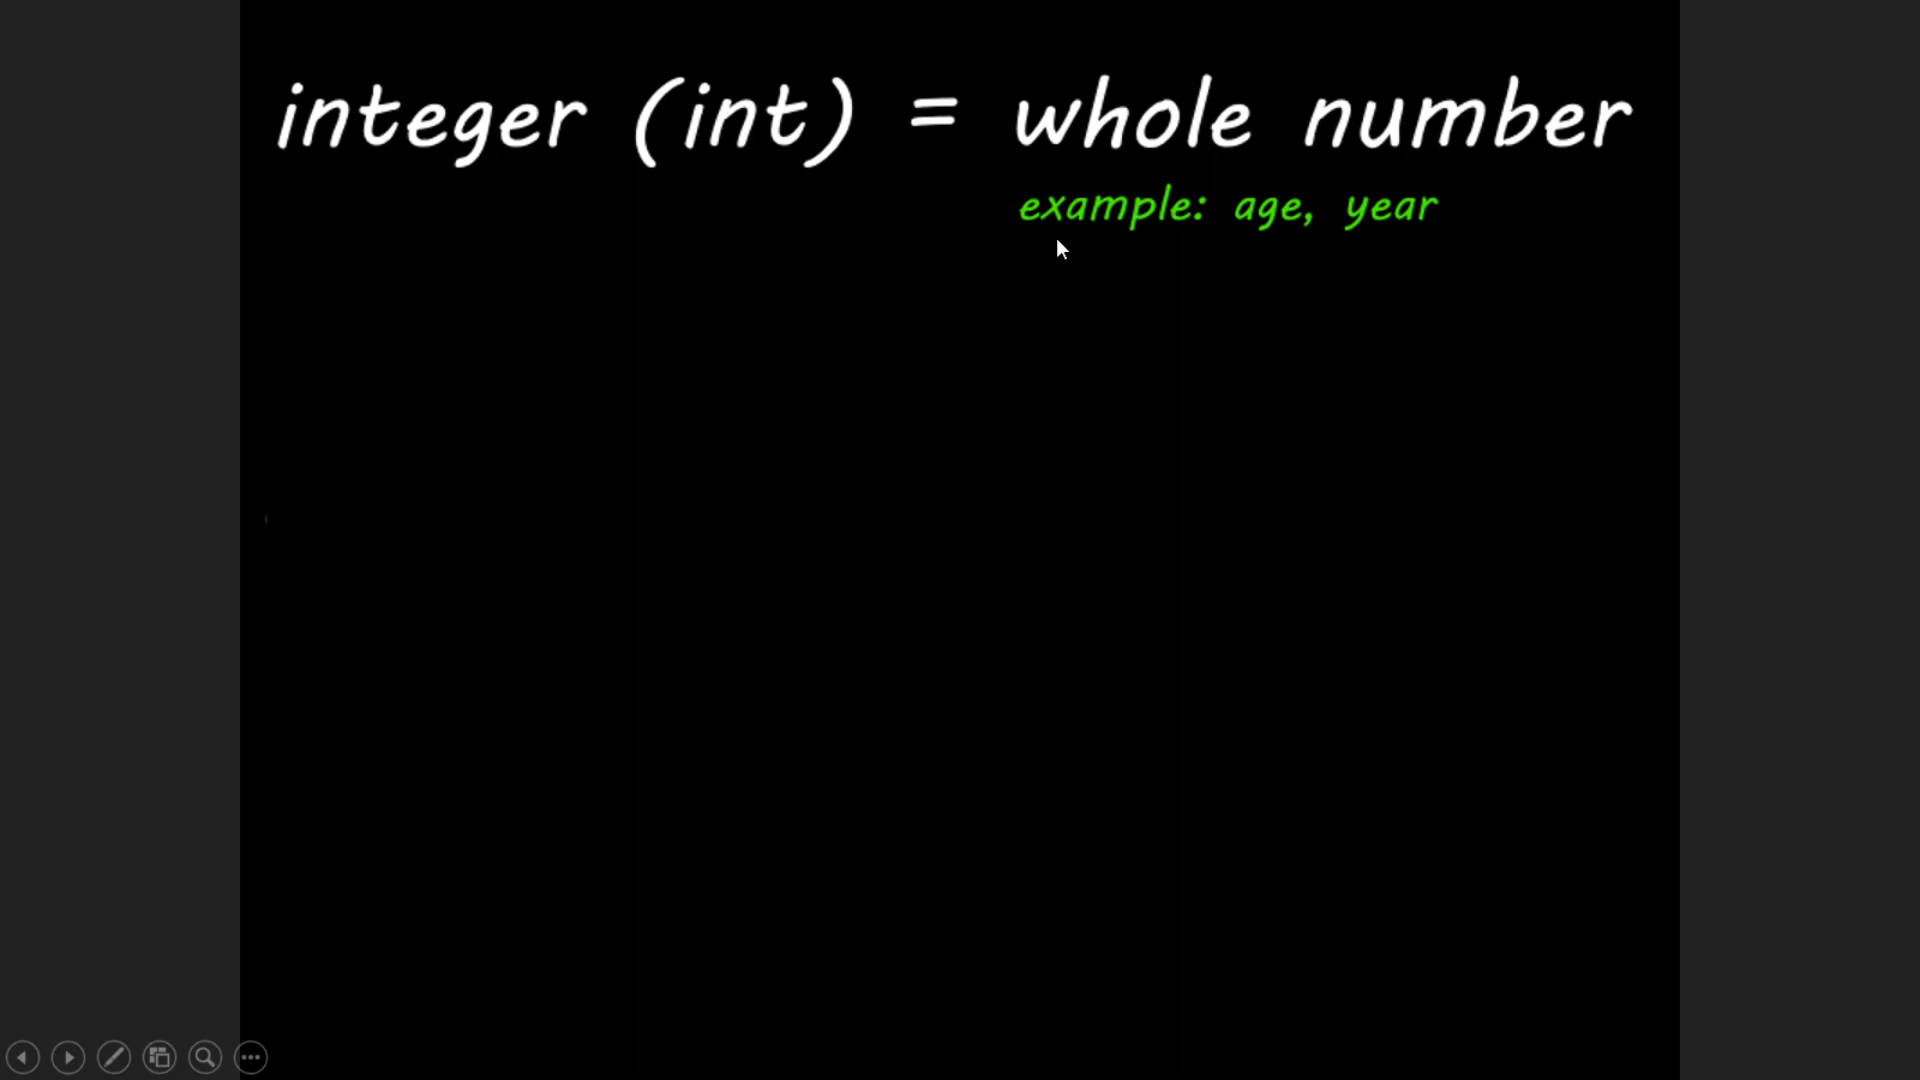 integer (int) = whole number
example: age, year